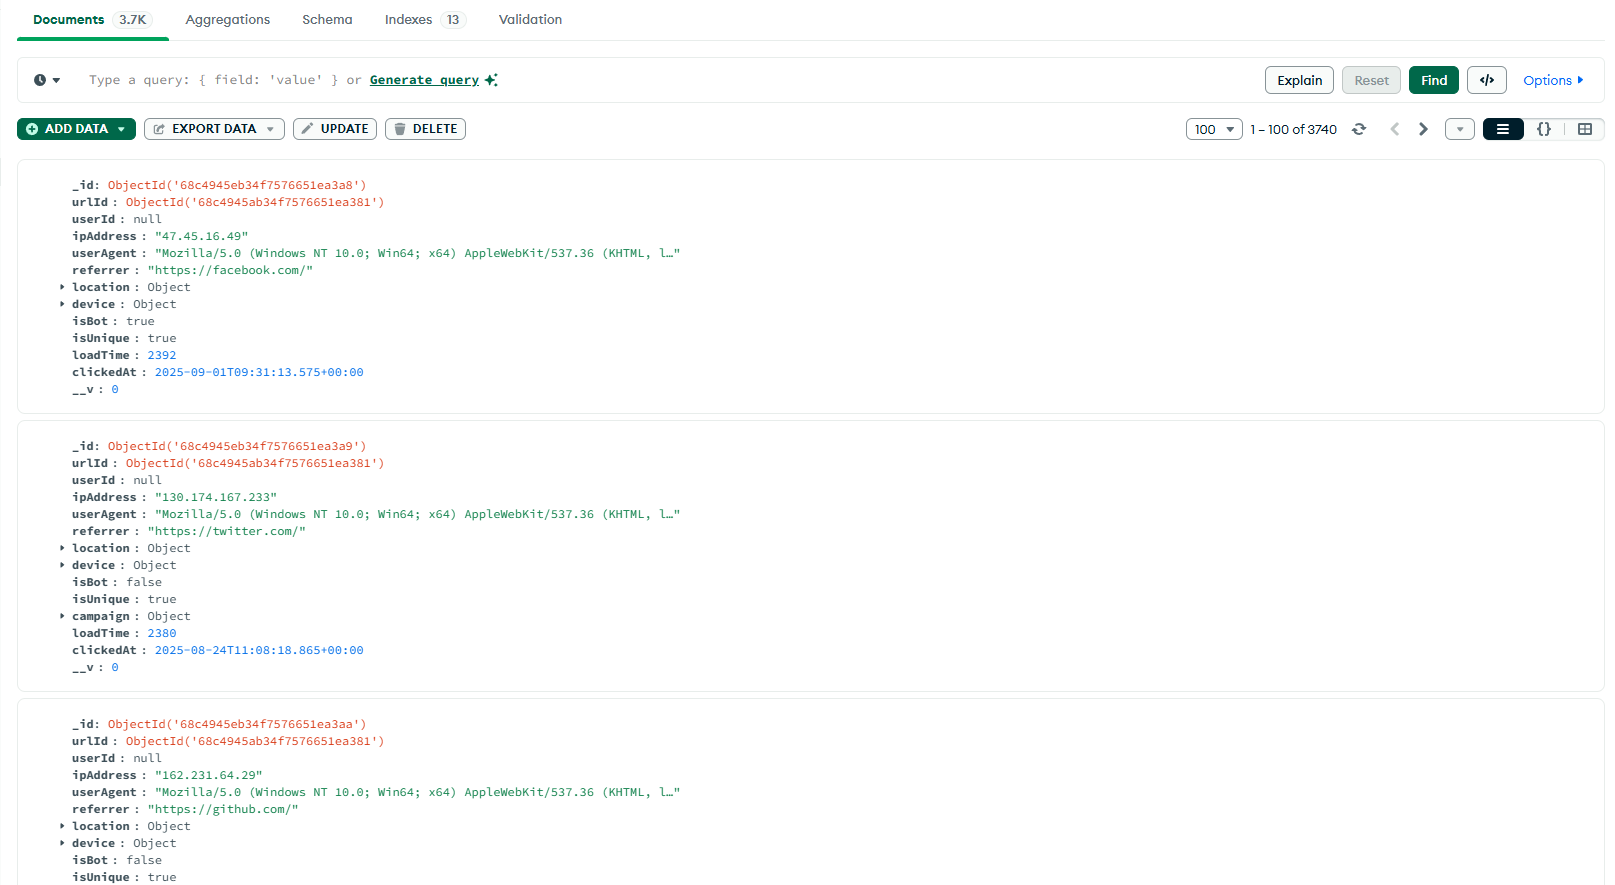 Documents 3.7K Aggregations Schema Indexes 13 Validation
Type a query: { field: 'value' } or Generate query Explain Reset Find </> Options
ADD DATA EXPORT DATA UPDATE DELETE 100 1 – 100 of 3740 {}
_id: ObjectId('68c4945eb34f7576651ea3a8')
urlId : ObjectId('68c4945ab34f7576651ea381')
userId : null
ipAddress : "47.45.16.49"
userAgent : "Mozilla/5.0 (Windows NT 10.0; Win64; x64) AppleWebKit/537.36 (KHTML, l…"
referrer : "https://facebook.com/"
location : Object
device : Object
isBot : true
isUnique : true
loadTime : 2392
clickedAt : 2025-09-01T09:31:13.575+00:00
__v : 0
_id: ObjectId('68c4945eb34f7576651ea3a9')
urlId : ObjectId('68c4945ab34f7576651ea381')
userId : null
ipAddress : "130.174.167.233"
userAgent : "Mozilla/5.0 (Windows NT 10.0; Win64; x64) AppleWebKit/537.36 (KHTML, l…"
referrer : "https://twitter.com/"
location : Object
device : Object
isBot : false
isUnique : true
campaign : Object
loadTime : 2380
clickedAt : 2025-08-24T11:08:18.865+00:00
__v : 0
_id: ObjectId('68c4945eb34f7576651ea3aa')
urlId : ObjectId('68c4945ab34f7576651ea381')
userId : null
ipAddress : "162.231.64.29"
userAgent : "Mozilla/5.0 (Windows NT 10.0; Win64; x64) AppleWebKit/537.36 (KHTML, l…"
referrer : "https://github.com/"
location : Object
device : Object
isBot : false
isUnique : true